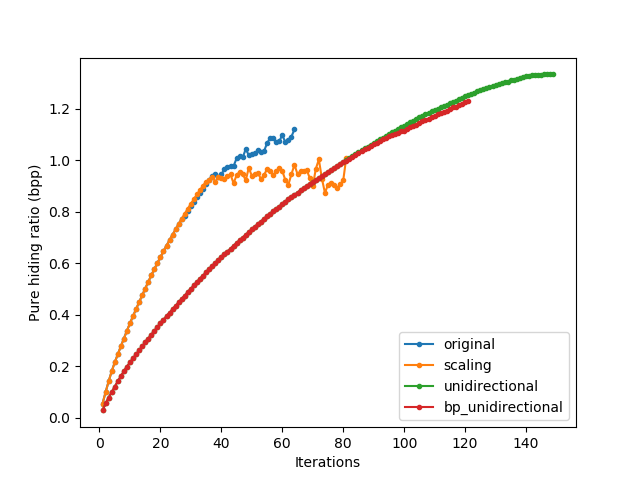 1.2
1.0
0.8
0.6
0.4
0.2
0.0
Pure hiding ratio (bpp)
0 20 40 60 80 100 120 140
Iterations
original
scaling
unidirectional
bp_unidirectional